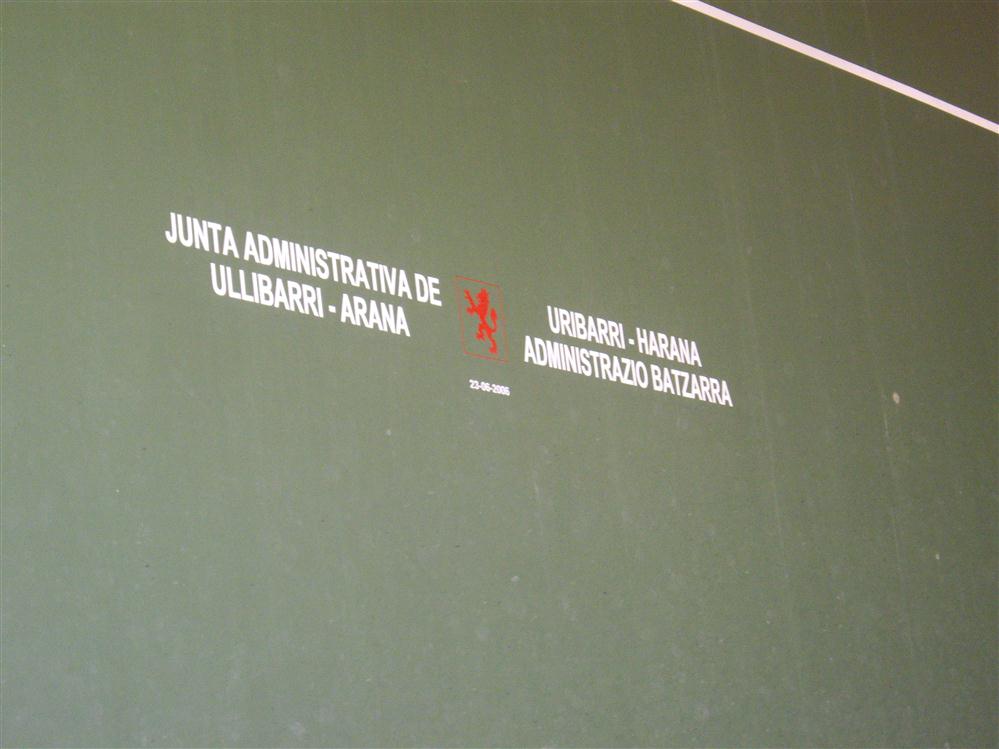 JUNTA ADMINISTRATIVA DE
ULLIBARRI - ARANA
URIBARRI - HARANA
ADMINISTRAZIO BATZARRA
23-06-2006